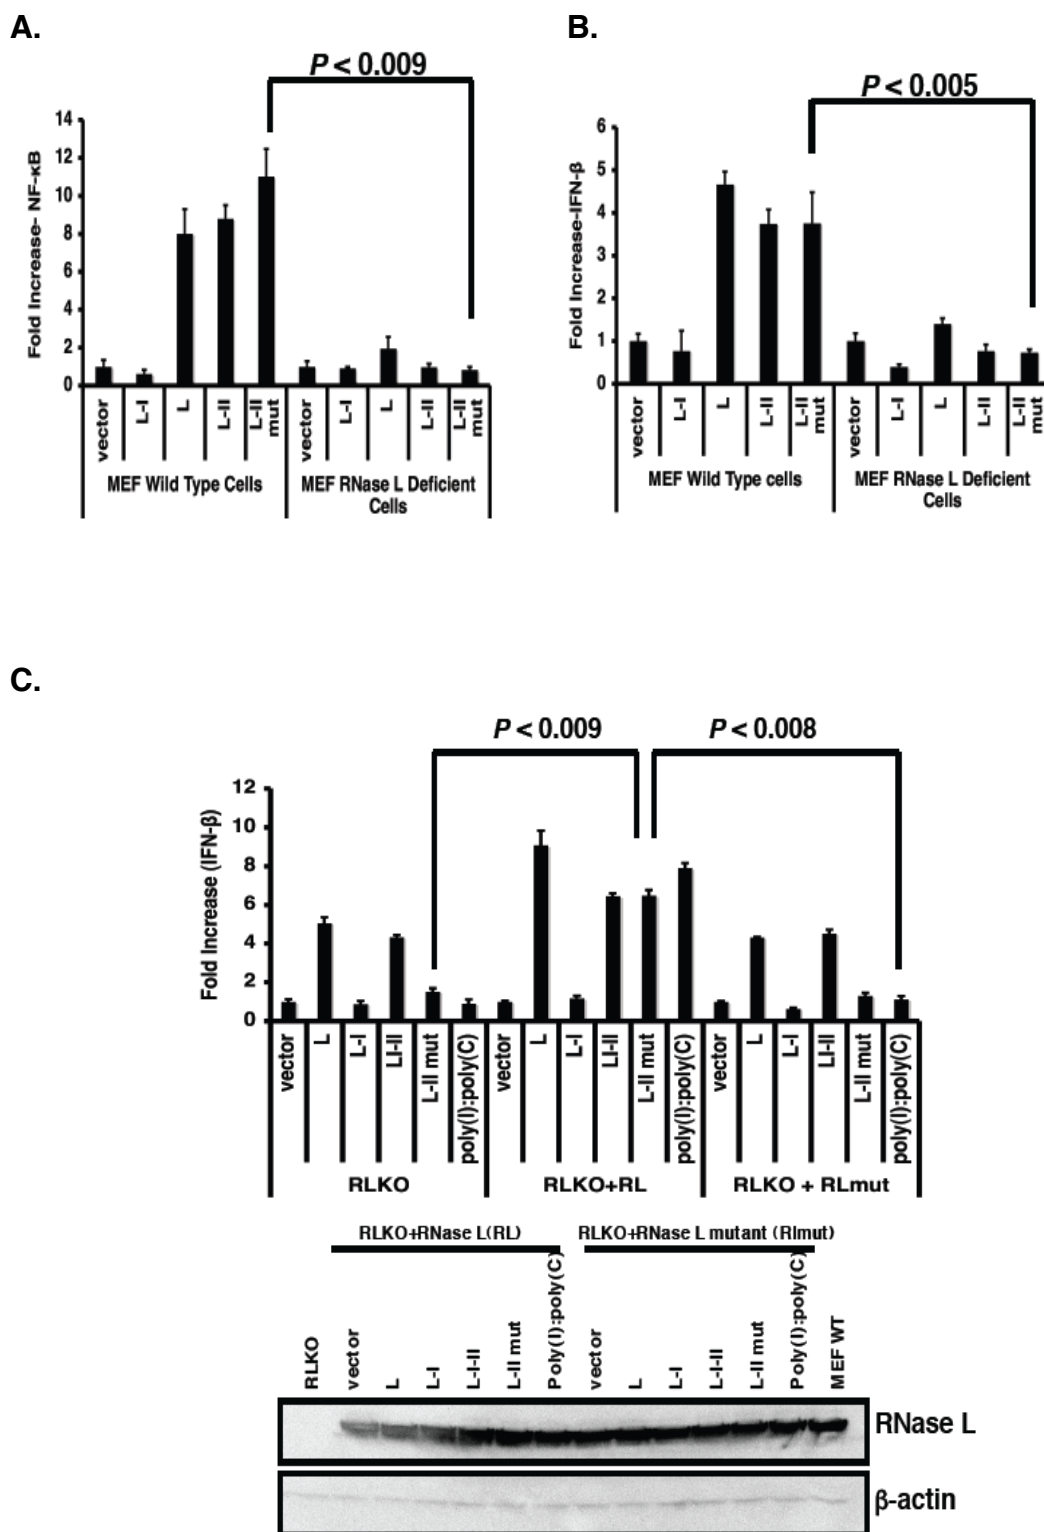 A.
P < 0.009
Fold Increase- NF-κB
14
12
10
8
6
4
2
0
vector
L-I
L
L-II
L-II mut
vector
L-I
L
L-II
L-II mut
MEF Wild Type Cells
MEF RNase L Deficient
Cells
B.
P < 0.005
Fold Increase-IFN-β
6
5
4
3
2
1
0
vector
L-I
L
L-II
L-II mut
vector
L-I
L
L-II
L-II mut
MEF Wild Type cells
MEF RNase L Deficient
Cells
C.
P < 0.009
P < 0.008
Fold Increase (IFN-β)
12
10
8
6
4
2
0
vector
L
L-I
LI-II
L-II mut
poly(I):poly(C)
vector
L
L-I
LI-II
L-II mut
poly(I):poly(C)
vector
L
L-I
LI-II
L-II mut
poly(I):poly(C)
RLKO
RLKO+RL
RLKO + RLmut
RLKO+RNase L(RL)
RLKO+RNase L mutant (Rlmut)
RLKO
vector
L
L-I
L-I-II
L-II mut
Poly(I):poly(C)
vector
L
L-I
L-I-II
L-II mut
Poly(I):poly(C)
MEF WT
RNase L
β-actin